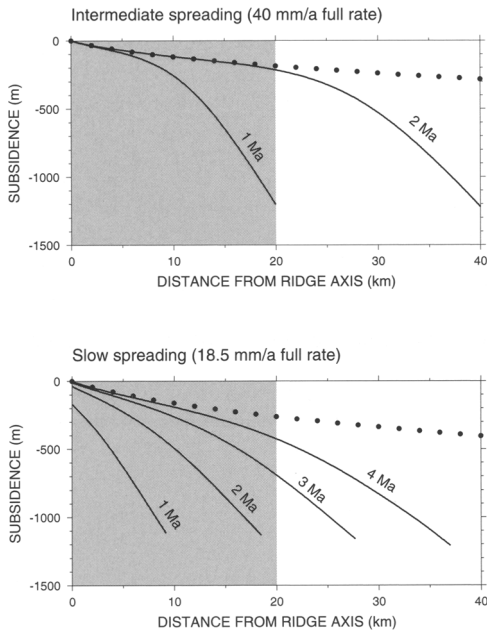 Intermediate spreading (40 mm/a full rate)
0
-500
-1000
-1500
SUBSIDENCE (m)
1 Ma
2 Ma
0 10 20 30 40
DISTANCE FROM RIDGE AXIS (km)
Slow spreading (18.5 mm/a full rate)
0
-500
-1000
-1500
SUBSIDENCE (m)
1 Ma
2 Ma
3 Ma
4 Ma
0 10 20 30 40
DISTANCE FROM RIDGE AXIS (km)